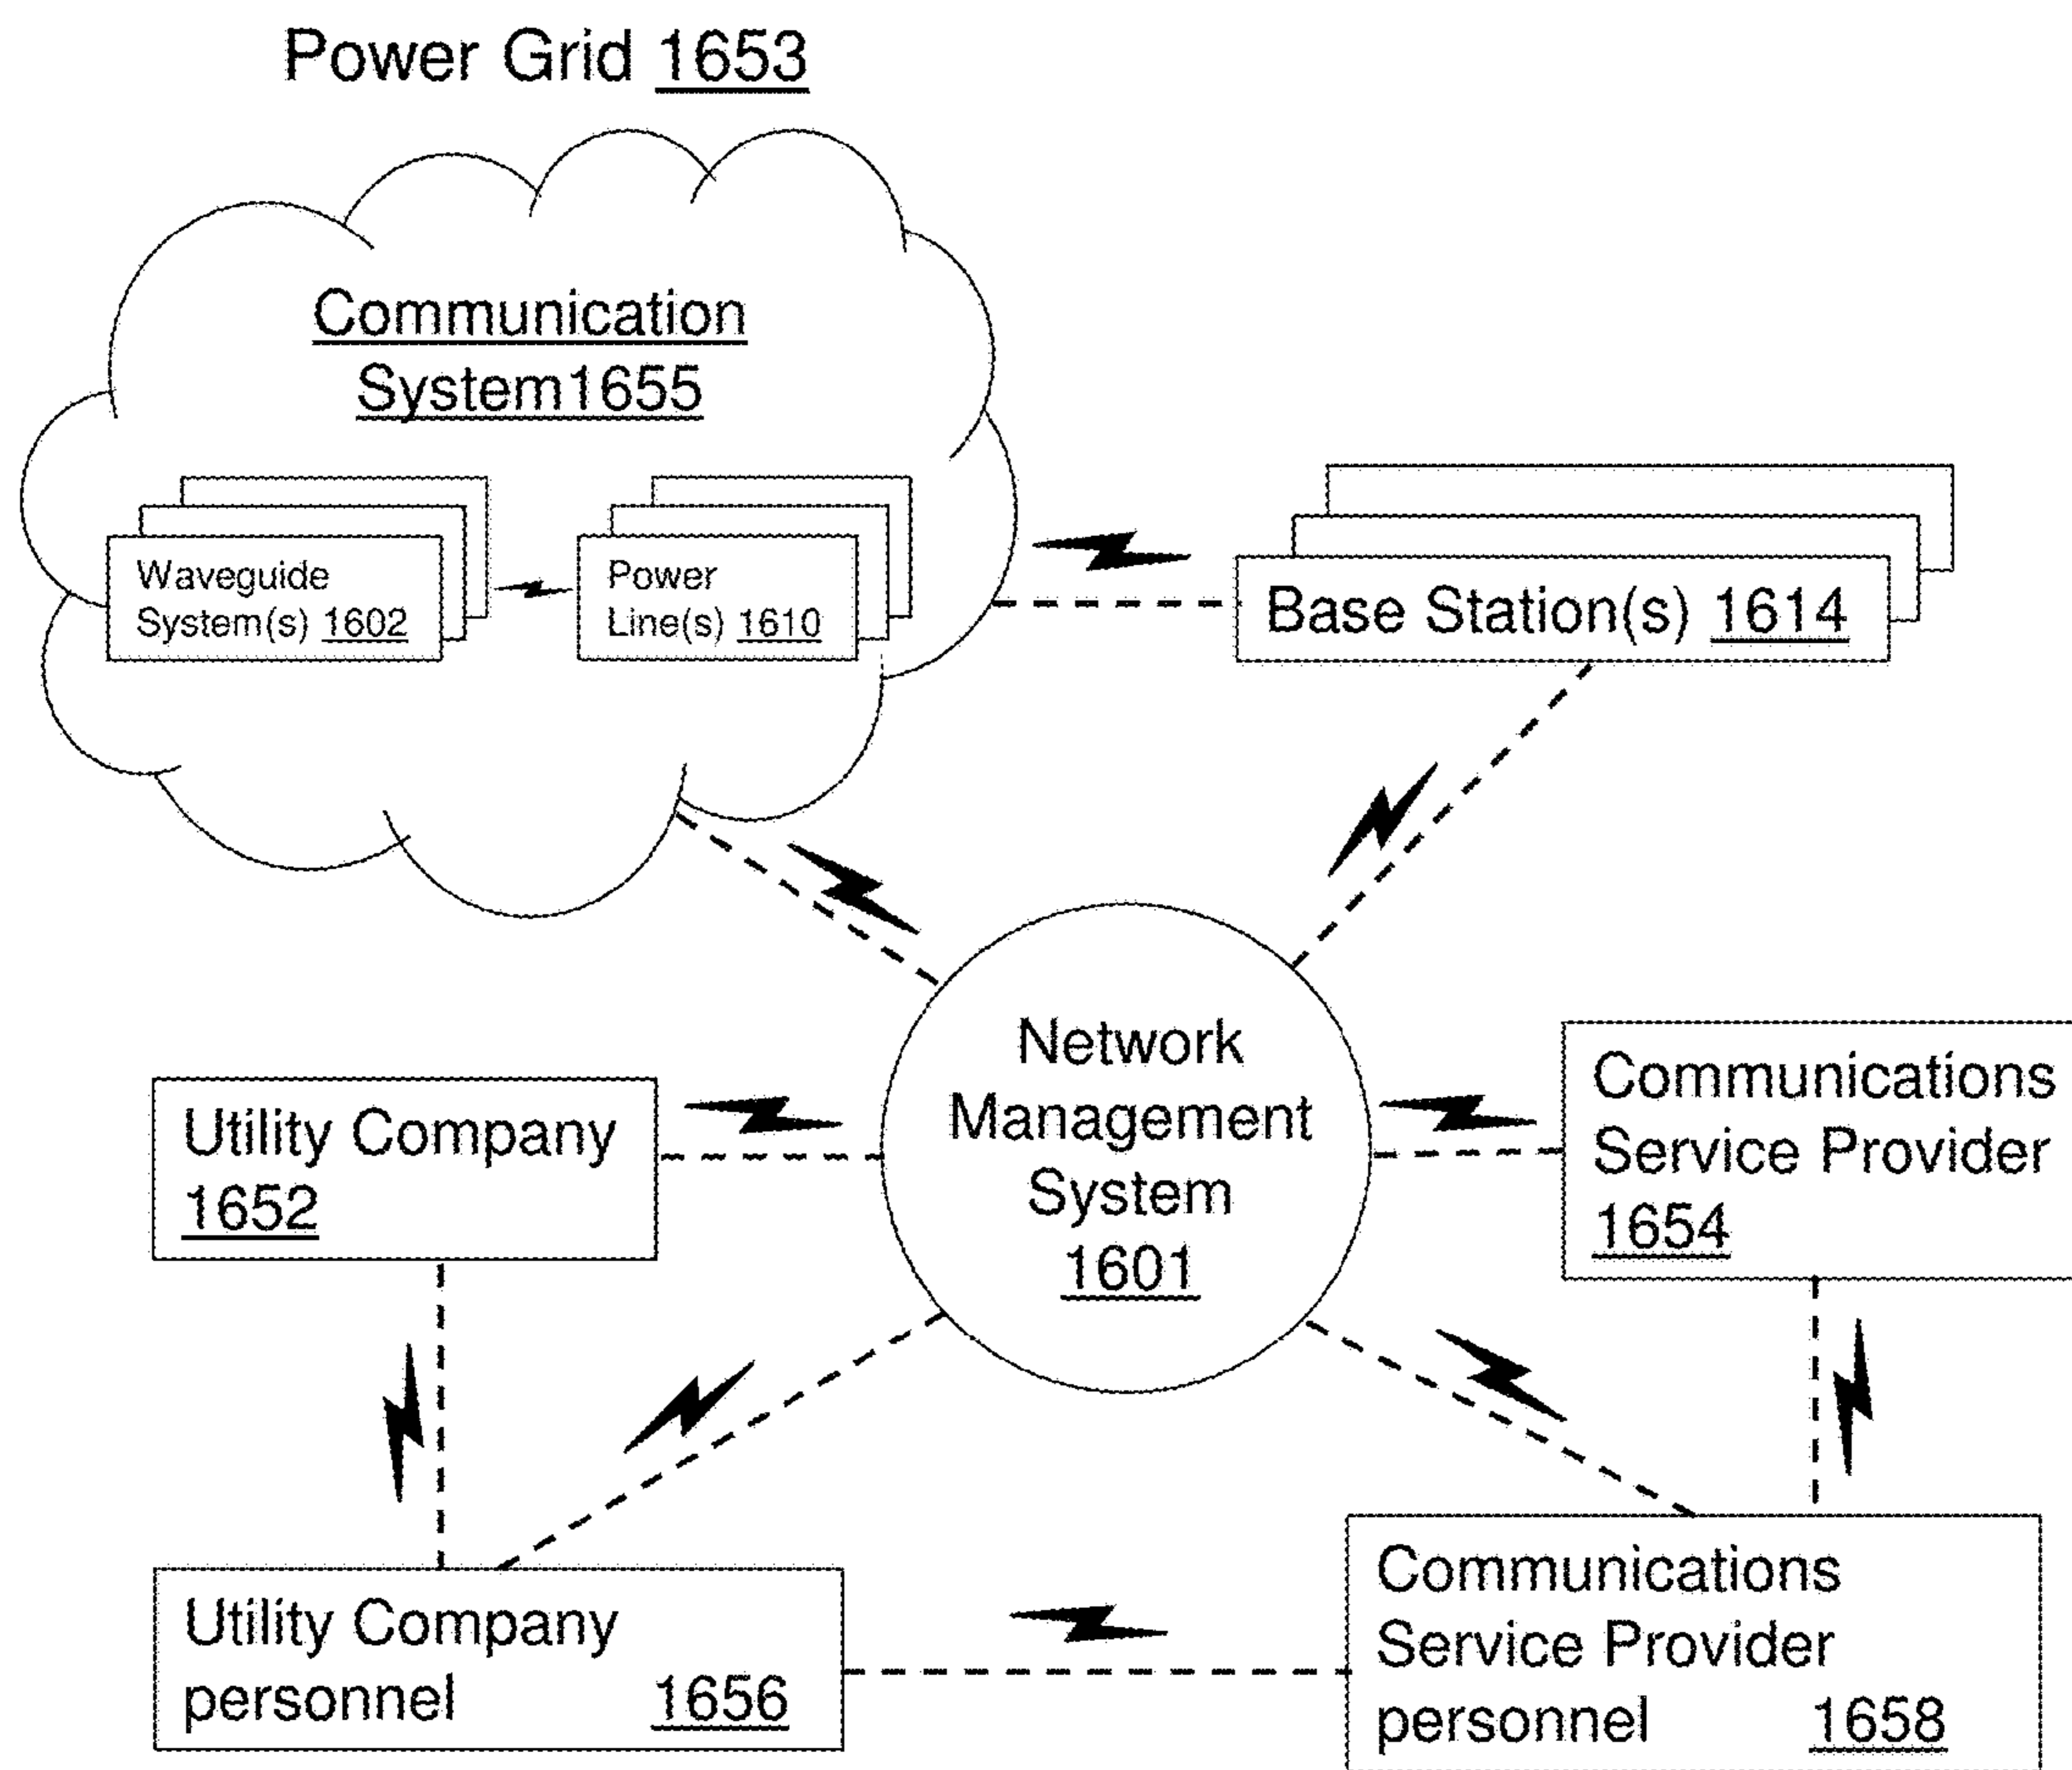 Power Grid 1653
Communication
System1655
Waveguide
System(s) 1602
Power
Line(s) 1610
Base Station(s) 1614
Network
Management
System
1601
Utility Company
1652
Communications
Service Provider
1654
Utility Company
personnel 1656
Communications
Service Provider
personnel 1658